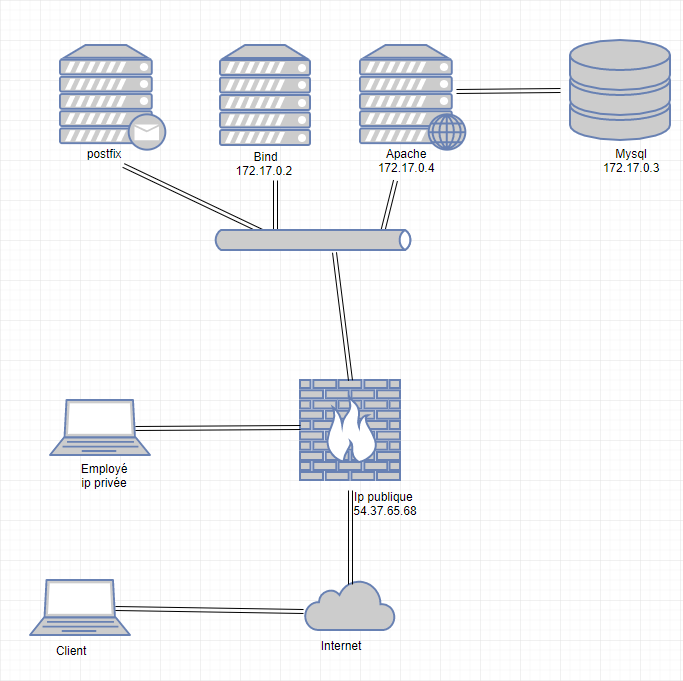 postfix
Bind
172.17.0.2
Apache
172.17.0.4
Mysql
172.17.0.3
Employé
ip privée
Ip publique
54.37.65.68
Client
Internet